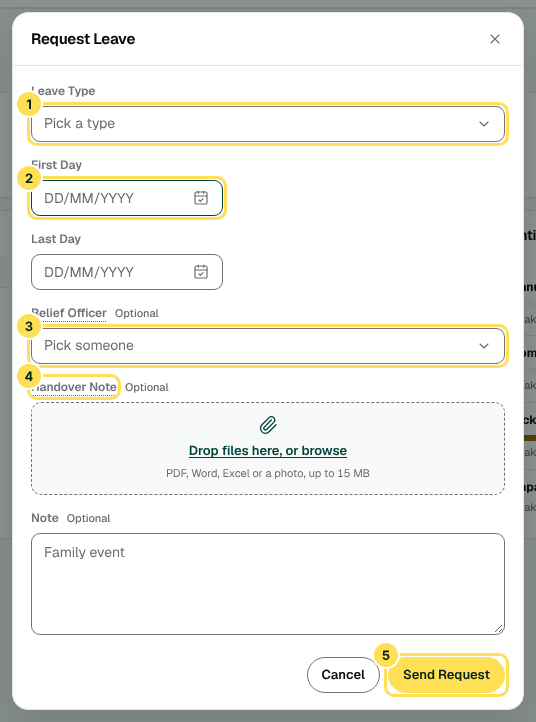 Request Leave
Leave Type
1
Pick a type
First Day
2
DD/MM/YYYY
Last Day
DD/MM/YYYY
Relief Officer Optional
3
Pick someone
4
Handover Note Optional
Drop files here, or browse
PDF, Word, Excel or a photo, up to 15 MB
Note Optional
Family event
5
Cancel Send Request